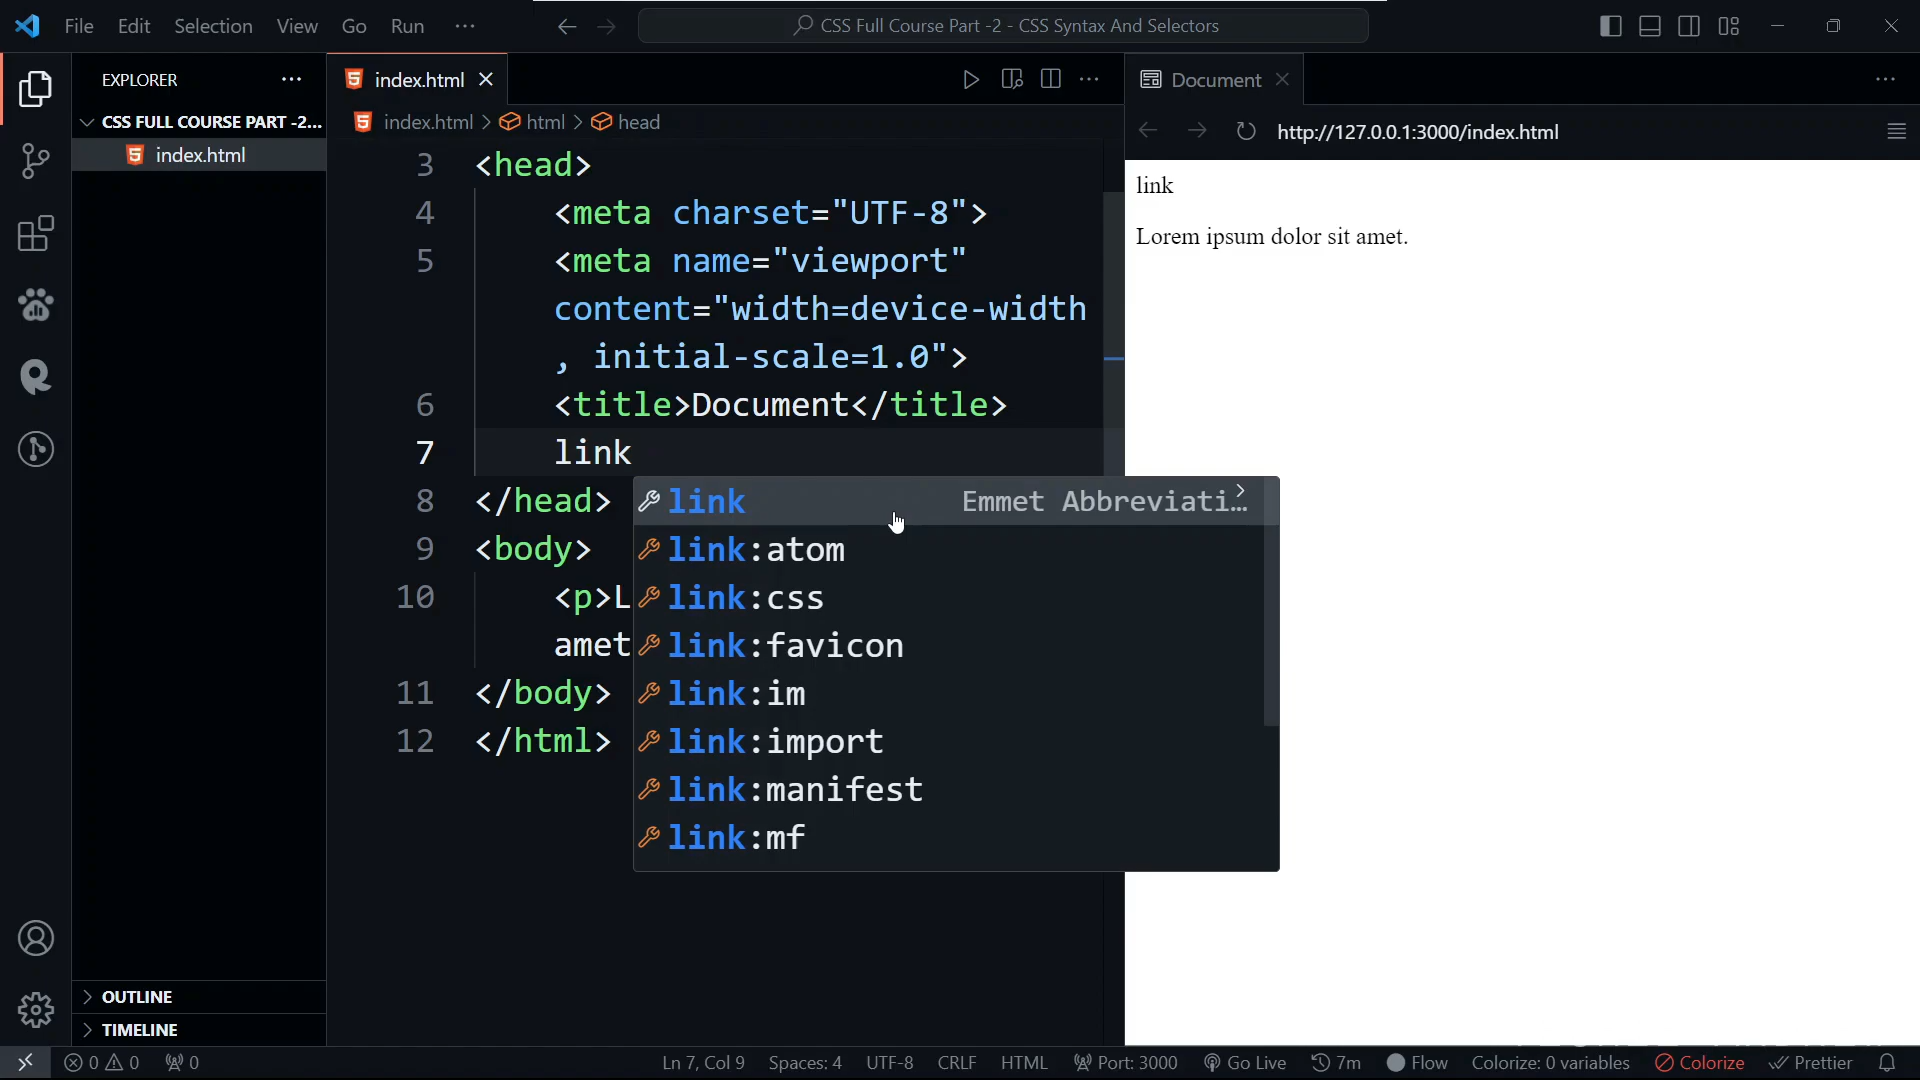 File Edit Selection View Go Run ···
CSS Full Course Part -2 - CSS Syntax And Selectors
EXPLORER
CSS FULL COURSE PART -2...
index.html
index.html
index.html > html > head
3 <head>
4 <meta charset="UTF-8">
5 <meta name="viewport"
content="width=device-width
, initial-scale=1.0">
6 <title>Document</title>
7 link
8 </head>
9 <body>
10 <p>L
amet
11 </body>
12 </html>
link Emmet Abbreviati...
link:atom
link:css
link:favicon
link:im
link:import
link:manifest
link:mf
Document
http://127.0.0.1:3000/index.html
link
Lorem ipsum dolor sit amet.
OUTLINE
TIMELINE
0 0 0 Ln 7, Col 9 Spaces: 4 UTF-8 CRLF HTML Port: 3000 Go Live 7m Flow Colorize: 0 variables Colorize Prettier